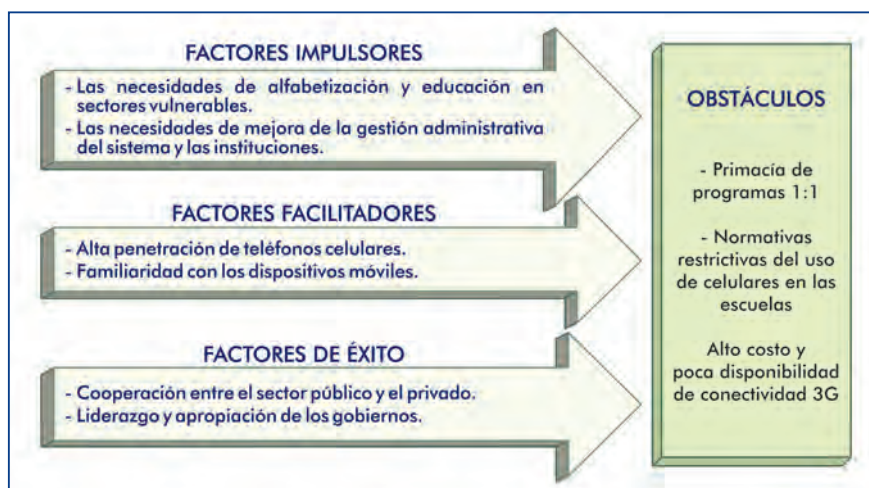 FACTORES IMPULSORES
- Las necesidades de alfabetización y educación en
sectores vulnerables.
- Las necesidades de mejora de la gestión administrativa
del sistema y las instituciones.
FACTORES FACILITADORES
- Alta penetración de teléfonos celulares.
- Familiaridad con los dispositivos móviles.
FACTORES DE ÉXITO
- Cooperación entre el sector público y el privado.
- Liderazgo y apropiación de los gobiernos.
OBSTÁCULOS
- Primacía de
programas 1:1
- Normativas
restrictivas del uso
de celulares en las
escuelas
Alto costo y
poca disponibilidad
de conectividad 3G